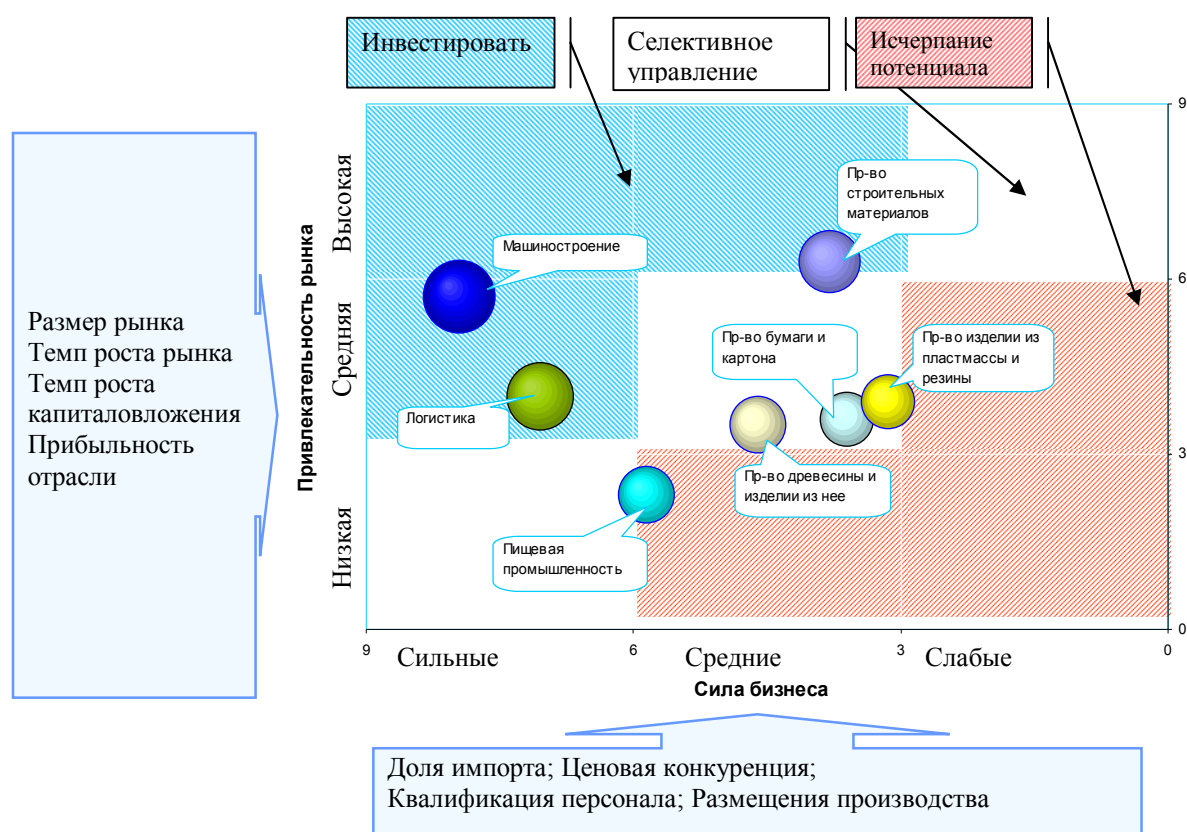 Инвестировать
Селективное
управление
Исчерпание
потенциала
Размер рынка
Темп роста рынка
Темп роста
капиталовложения
Прибыльность
отрасли
Привлекательность рынка
Высокая
Средняя
Низкая
9
6
3
0
Пр-во
строительных
материалов
Машиностроение
Пр-во бумаги и
картона
Пр-во изделии из
пластмассы и
резины
Логистика
Пр-во древесины и
изделии из нее
Пищевая
промышленность
9
6
3
0
Сильные
Средние
Слабые
Сила бизнеса
Доля импорта; Ценовая конкуренция;
Квалификация персонала; Размещения производства